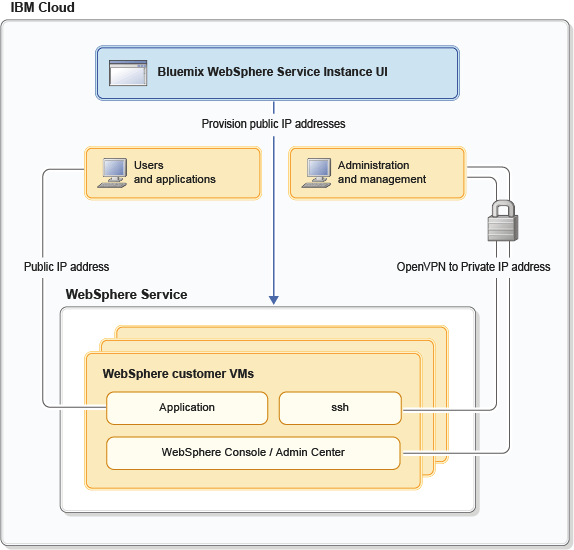 IBM Cloud
Bluemix WebSphere Service Instance UI
Provision public IP addresses
Users
and applications
Administration
and management
Public IP address
OpenVPN to Private IP address
WebSphere Service
WebSphere customer VMs
Application
ssh
WebSphere Console / Admin Center